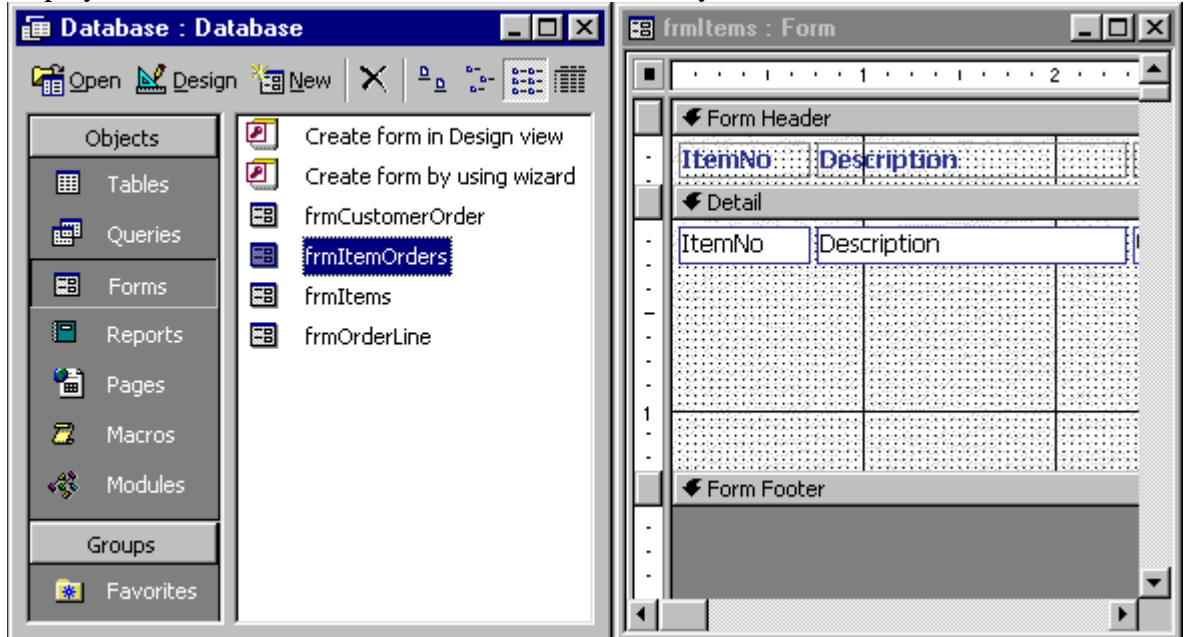 Database : Database
Open Design New
Objects
Tables
Queries
Forms
Reports
Pages
Macros
Modules
Groups
Favorites
Create form in Design view
Create form by using wizard
frmCustomerOrder
frmItemOrders
frmItems
frmOrderLine
frmItems : Form
1 2
Form Header
ItemNo Description
Detail
ItemNo Description
1
Form Footer